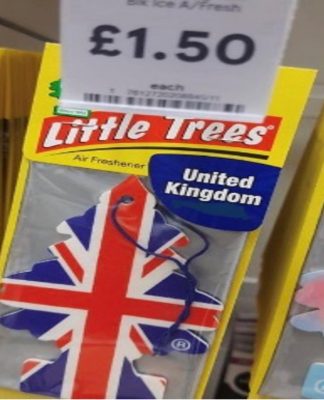 Blk Ice A/fresh
£1.50
each
Little Trees®
Air Freshener
United
Kingdom
®